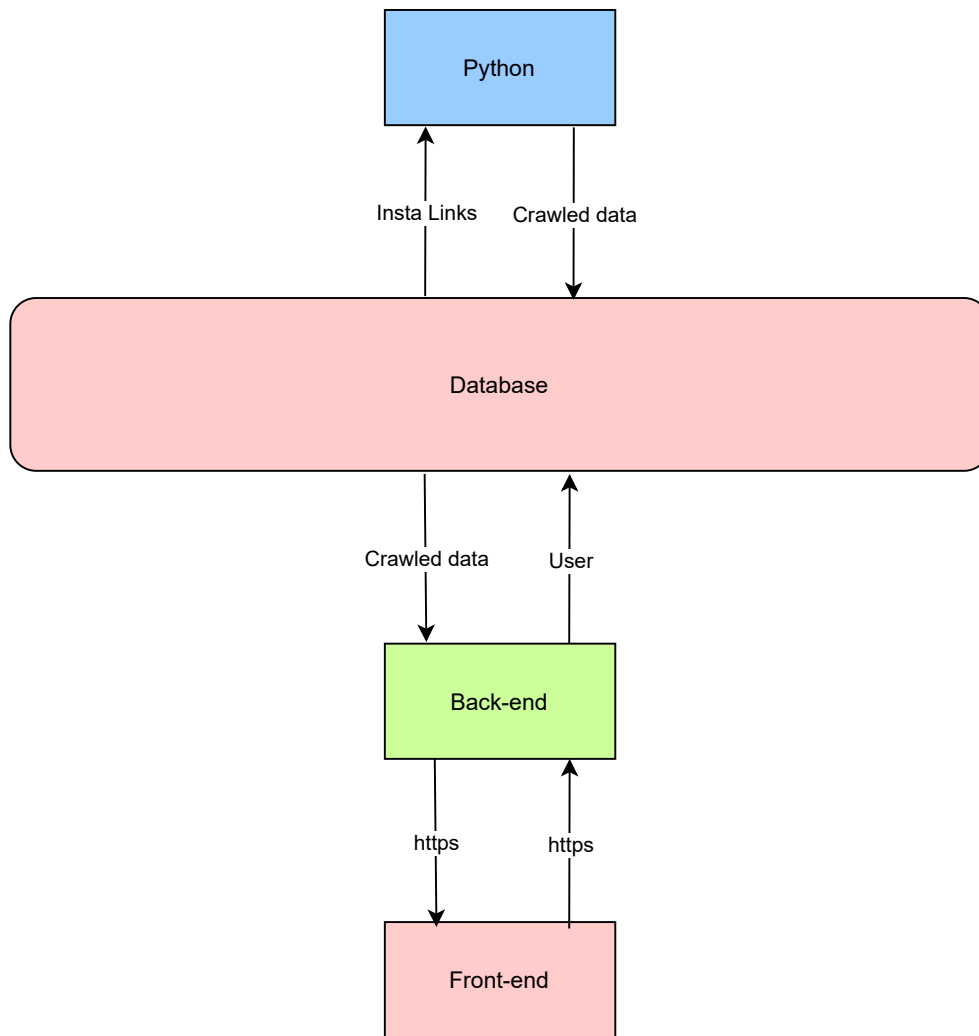 Python
Insta Links
Crawled data
Database
Crawled data
User
Back-end
https
https
Front-end